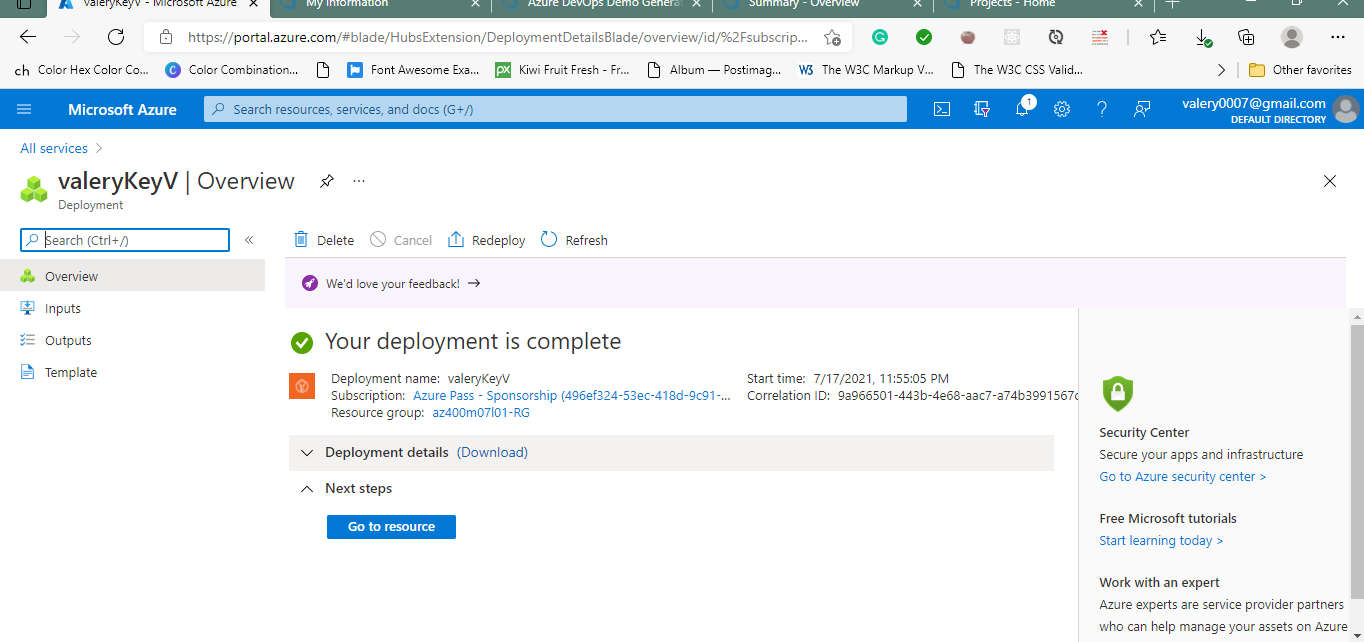 valeryKeyV - Microsoft Azure
My Information
Azure DevOps Demo Genera
Summary - Overview
Projects - Home
https://portal.azure.com/#blade/HubsExtension/DeploymentDetailsBlade/overview/id/%2Fsubscrip...
ch Color Hex Color Co...
C Color Combination...
Font Awesome Exa...
px Kiwi Fruit Fresh - Fr...
Album — Postimag...
W3 The W3C Markup V...
The W3C CSS Valid...
Other favorites
Microsoft Azure
Search resources, services, and docs (G+/)
1
valery0007@gmail.com
DEFAULT DIRECTORY
All services
valeryKeyV | Overview
Deployment
Search (Ctrl+/)
Delete
Cancel
Redeploy
Refresh
Overview
Inputs
Outputs
Template
We'd love your feedback!
Your deployment is complete
Deployment name: valeryKeyV
Subscription: Azure Pass - Sponsorship (496ef324-53ec-418d-9c91-...
Resource group: az400m07l01-RG
Start time: 7/17/2021, 11:55:05 PM
Correlation ID: 9a966501-443b-4e68-aac7-a74b3991567c
Deployment details (Download)
Next steps
Go to resource
Security Center
Secure your apps and infrastructure
Go to Azure security center >
Free Microsoft tutorials
Start learning today >
Work with an expert
Azure experts are service provider partners
who can help manage your assets on Azure